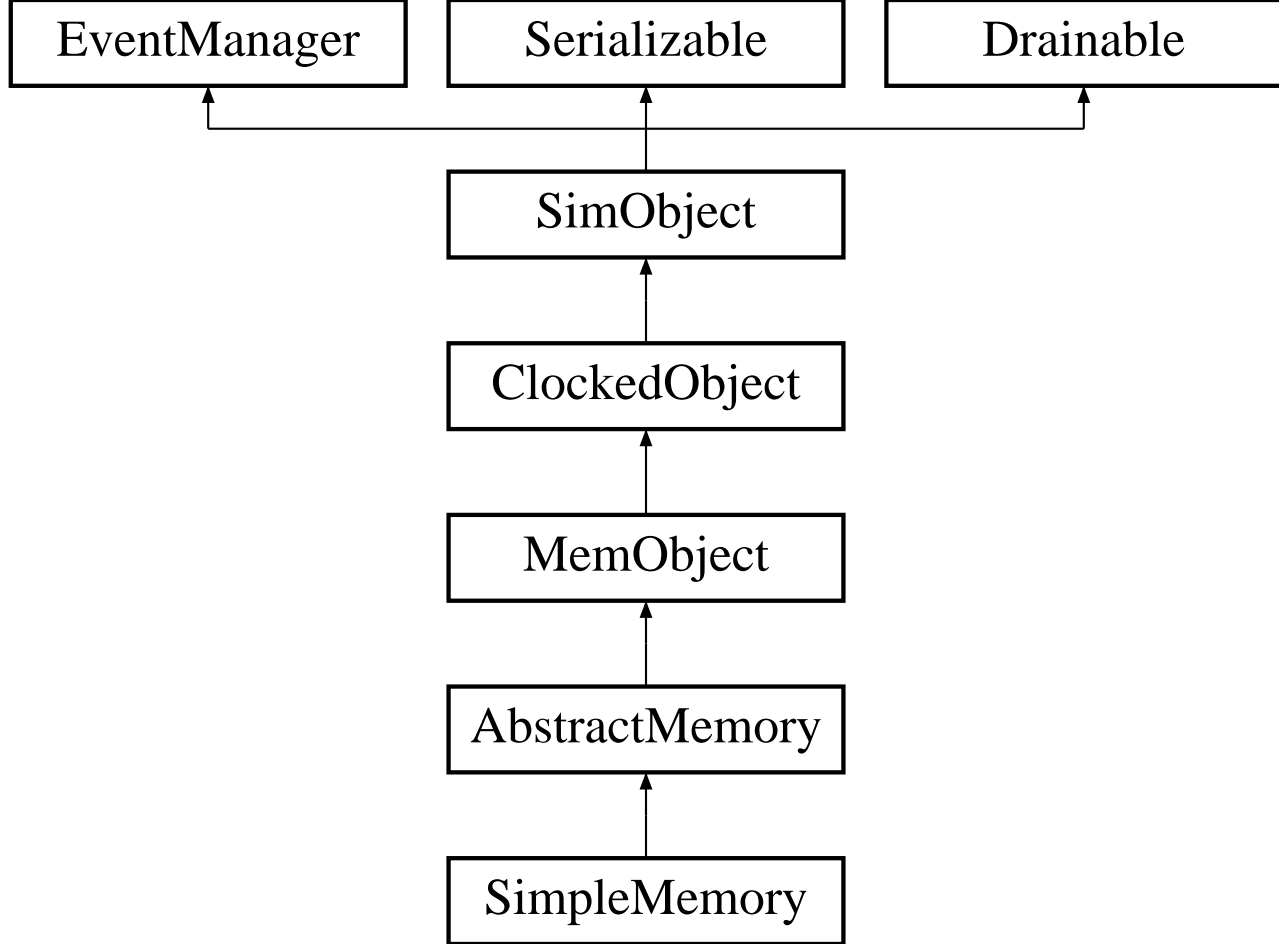 EventManager
Serializable
Drainable
SimObject
ClockedObject
MemObject
AbstractMemory
SimpleMemory